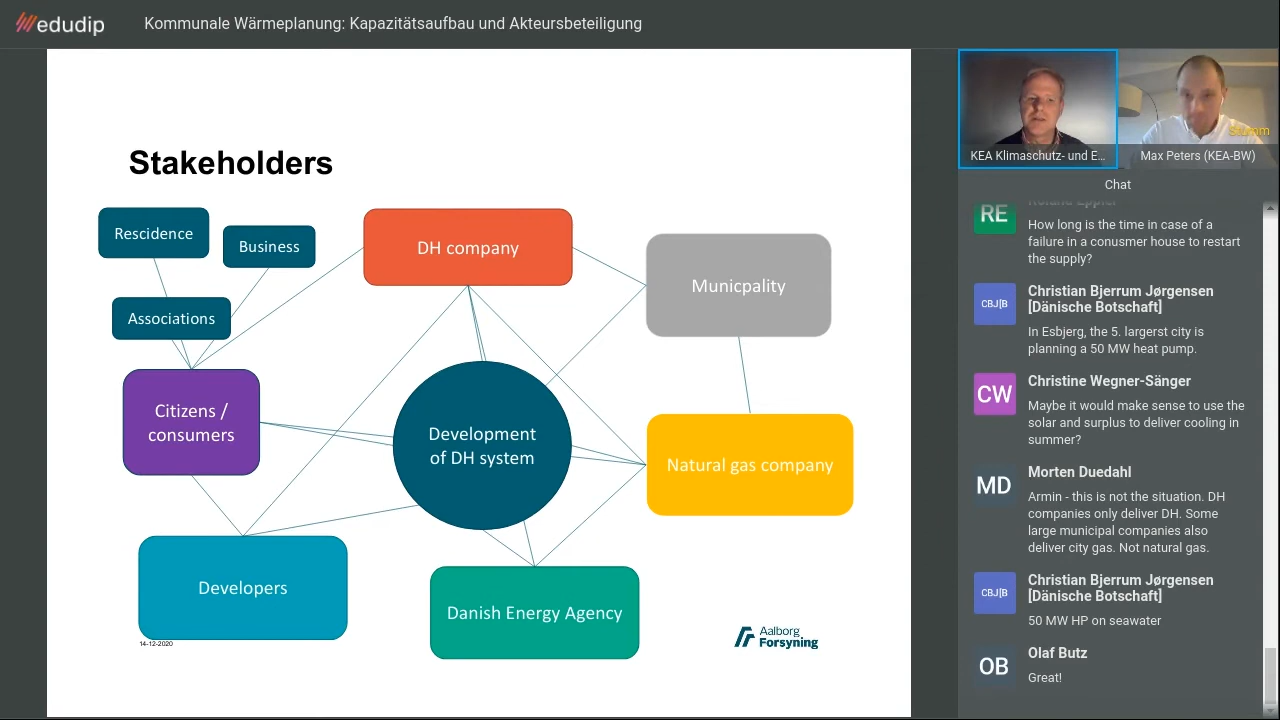 edudip
Kommunale Wärmeplanung: Kapazitätsaufbau und Akteursbeteiligung
Stakeholders
Rescidence
Business
Associations
DH company
Municpality
Citizens /
consumers
Development
of DH system
Natural gas company
Developers
Danish Energy Agency
14-12-2020
Aalborg
Forsyning
KEA Klimaschutz- und E...
Stumm
Max Peters (KEA-BW)
Chat
RE
How long is the time in case of a
failure in a conusmer house to restart
the supply?
CBJ[B
Christian Bjerrum Jørgensen
[Dänische Botschaft]
In Esbjerg, the 5. largerst city is
planning a 50 MW heat pump.
CW
Christine Wegner-Sänger
Maybe it would make sense to use the
solar and surplus to deliver cooling in
summer?
MD
Morten Duedahl
Armin - this is not the situation. DH
companies only deliver DH. Some
large municipal companies also
deliver city gas. Not natural gas.
CBJ[B
Christian Bjerrum Jørgensen
[Dänische Botschaft]
50 MW HP on seawater
OB
Olaf Butz
Great!